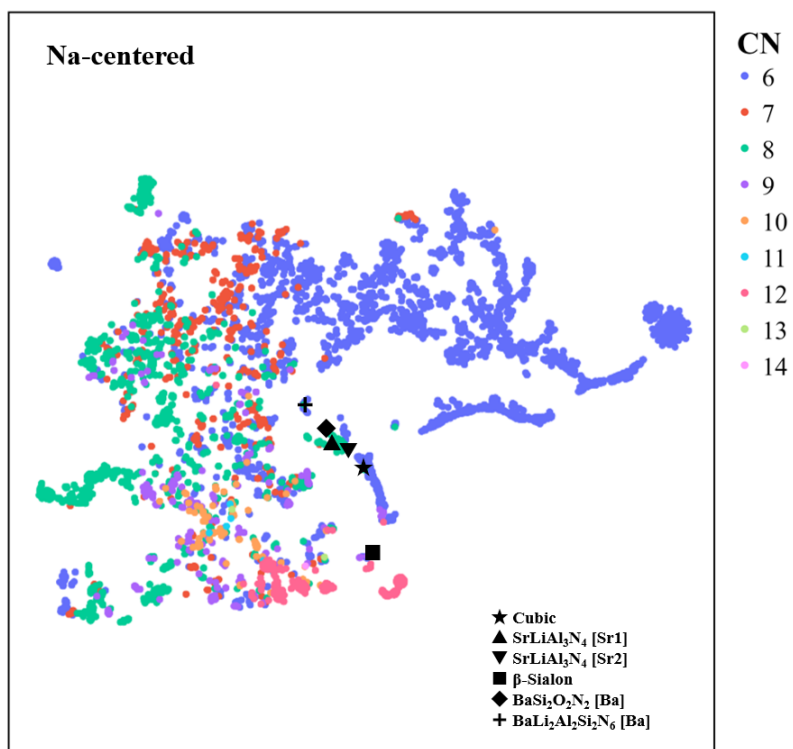 Na-centered
CN
6
7
8
9
10
11
12
13
14
Cubic
SrLiAl₃N₄ [Sr1]
SrLiAl₃N₄ [Sr2]
β-Sialon
BaSi₂O₂N₂ [Ba]
BaLi₂Al₂Si₂N₆ [Ba]